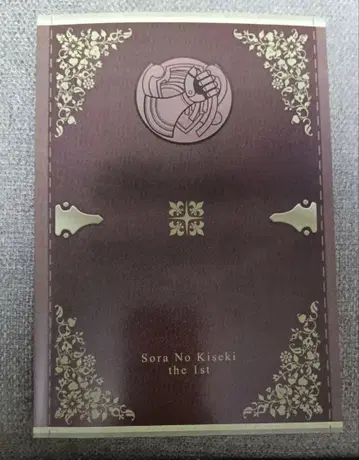 Sora No Kiseki
the 1st